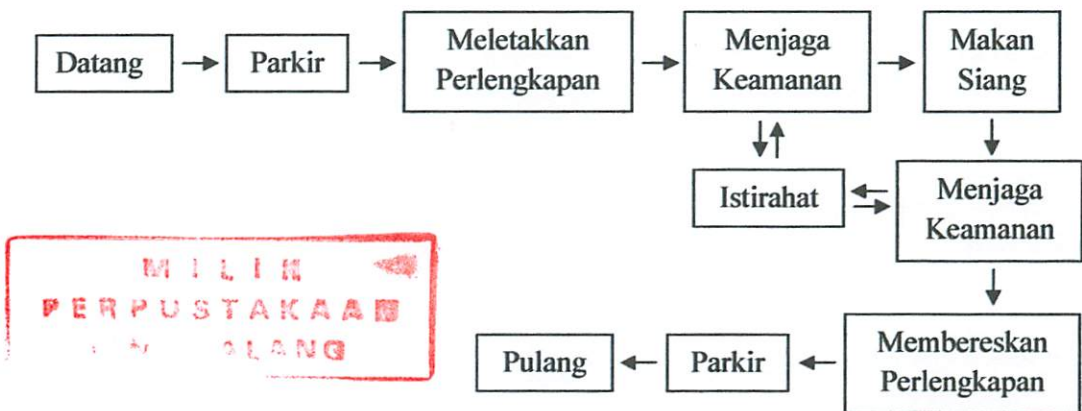 Datang
Parkir
Meletakkan
Perlengkapan
Menjaga
Keamanan
Makan
Siang
Istirahat
Menjaga
Keamanan
MILIK
PERPUSTAKAAN
Pulang
Parkir
Membereskan
Perlengkapan